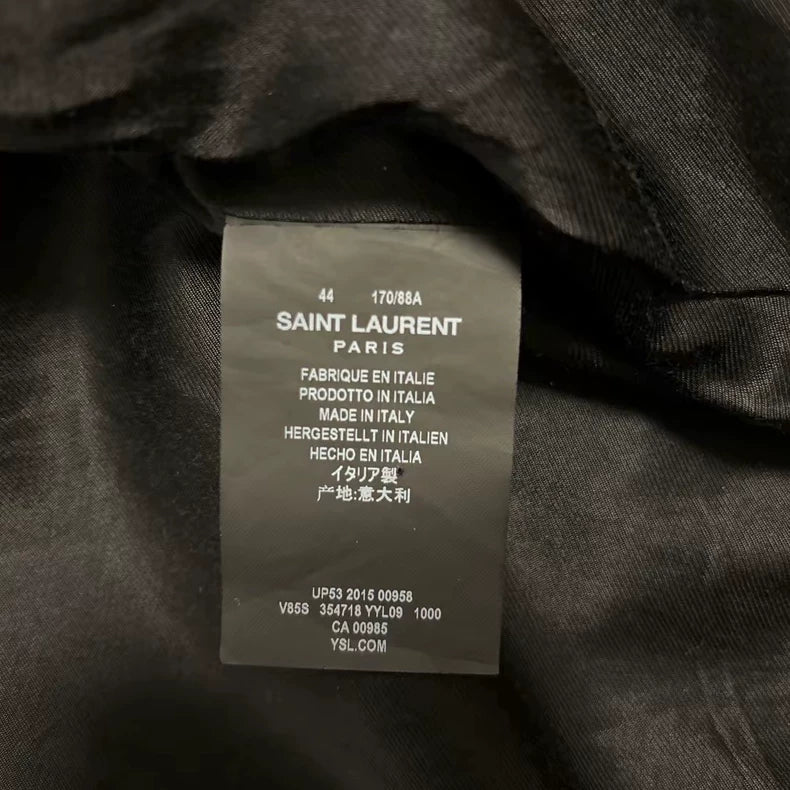 44 170/88A
SAINT LAURENT
PARIS
FABRIQUE EN ITALIE
PRODOTTO IN ITALIA
MADE IN ITALY
HERGESTELLT IN ITALIEN
HECHO EN ITALIA
イタリア製
产地:意大利
UP53 2015 00958
V85S 354718 YYL09 1000
CA 00985
YSL.COM